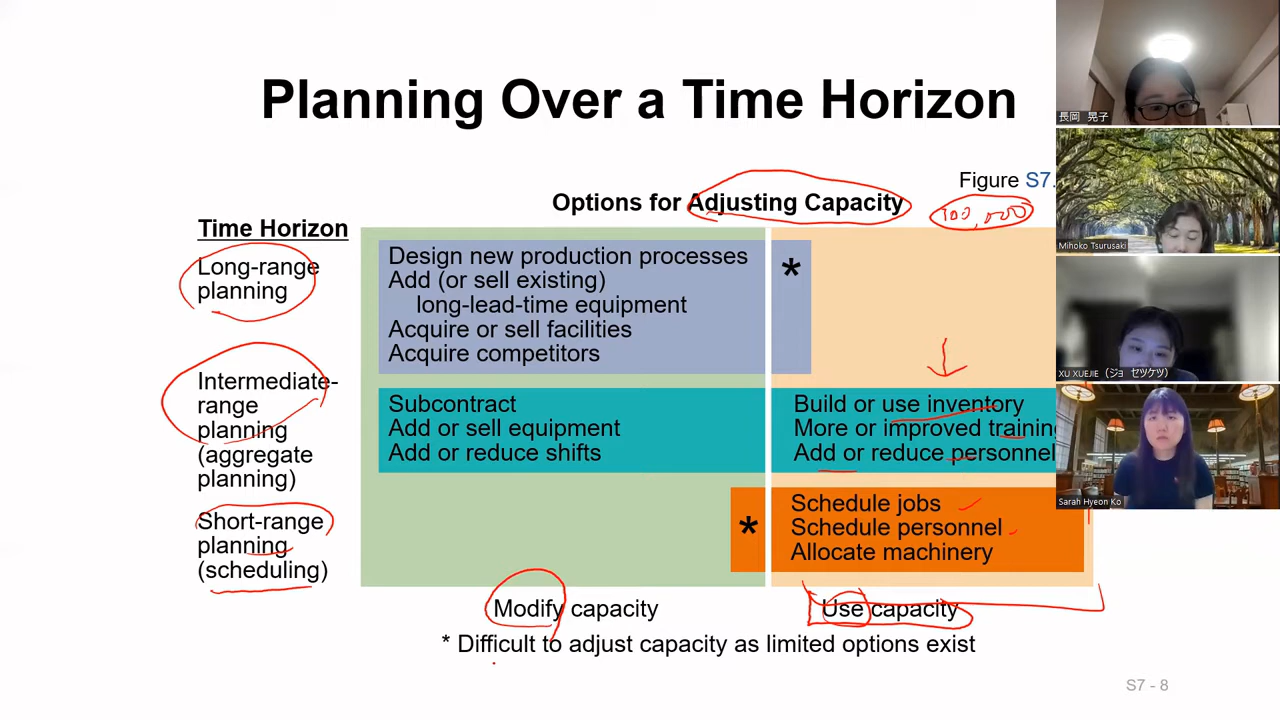 Planning Over a Time Horizon
Figure S7.
Options for Adjusting Capacity
100,000
Time Horizon
Long-range
planning
Design new production processes
Add (or sell existing)
long-lead-time equipment
Acquire or sell facilities
Acquire competitors
*
Intermediate-
range
planning
(aggregate
planning)
Subcontract
Add or sell equipment
Add or reduce shifts
Build or use inventory
More or improved training
Add or reduce personnel
Short-range
planning
(scheduling)
*
Schedule jobs
Schedule personnel
Allocate machinery
Modify capacity
Use capacity
* Difficult to adjust capacity as limited options exist
S7 - 8
長岡 晃子
Mihoko Tsurusaki
XU XUEJIE (ジョ セツケツ)
Sarah Hyeon Ko